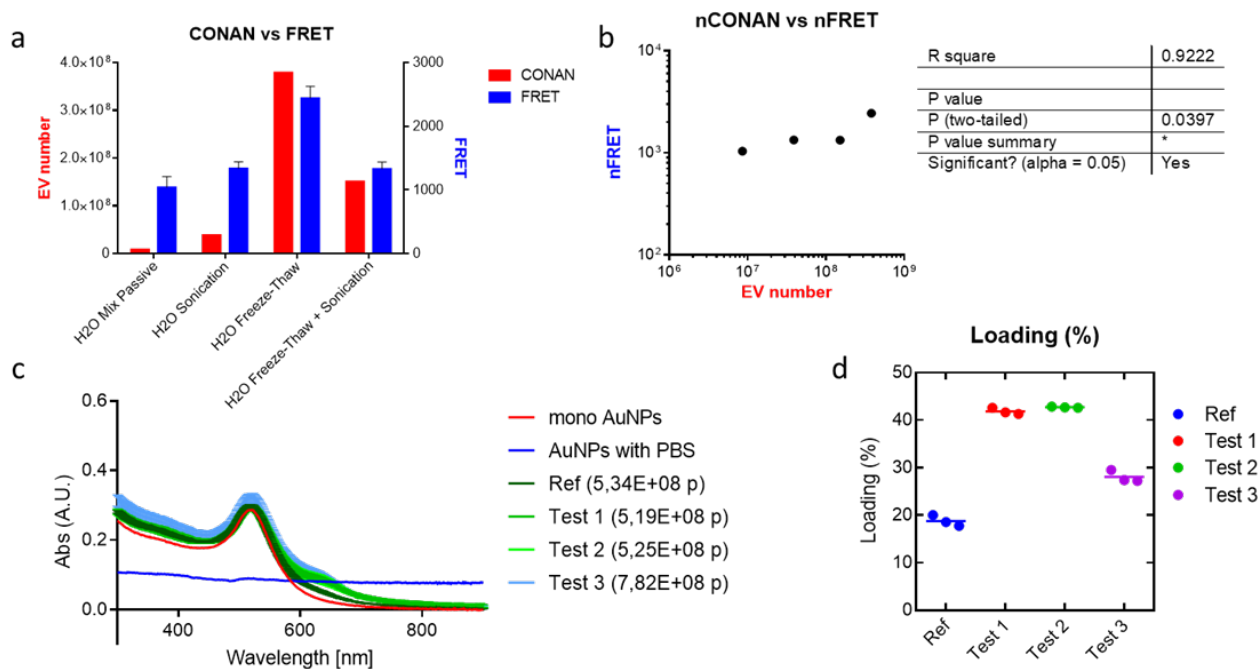 a
CONAN vs FRET
4.0×10⁸
3.0×10⁸
2.0×10⁸
1.0×10⁸
0
EV number
3000
2000
1000
0
FRET
CONAN
FRET
H2O Mix Passive
H2O Sonication
H2O Freeze-Thaw
H2O Freeze-Thaw + Sonication
b
nCONAN vs nFRET
10⁴
10³
10²
nFRET
10⁶ 10⁷ 10⁸ 10⁹
EV number
R square 0.9222
P value
P (two-tailed) 0.0397
P value summary *
Significant? (alpha = 0.05) Yes
c
0.6
0.4
0.2
0.0
Abs (A.U.)
400 600 800
Wavelength [nm]
mono AuNPs
AuNPs with PBS
Ref (5,34E+08 p)
Test 1 (5,19E+08 p)
Test 2 (5,25E+08 p)
Test 3 (7,82E+08 p)
d
Loading (%)
50
40
30
20
10
0
Loading (%)
Ref
Test 1
Test 2
Test 3
Ref
Test 1
Test 2
Test 3